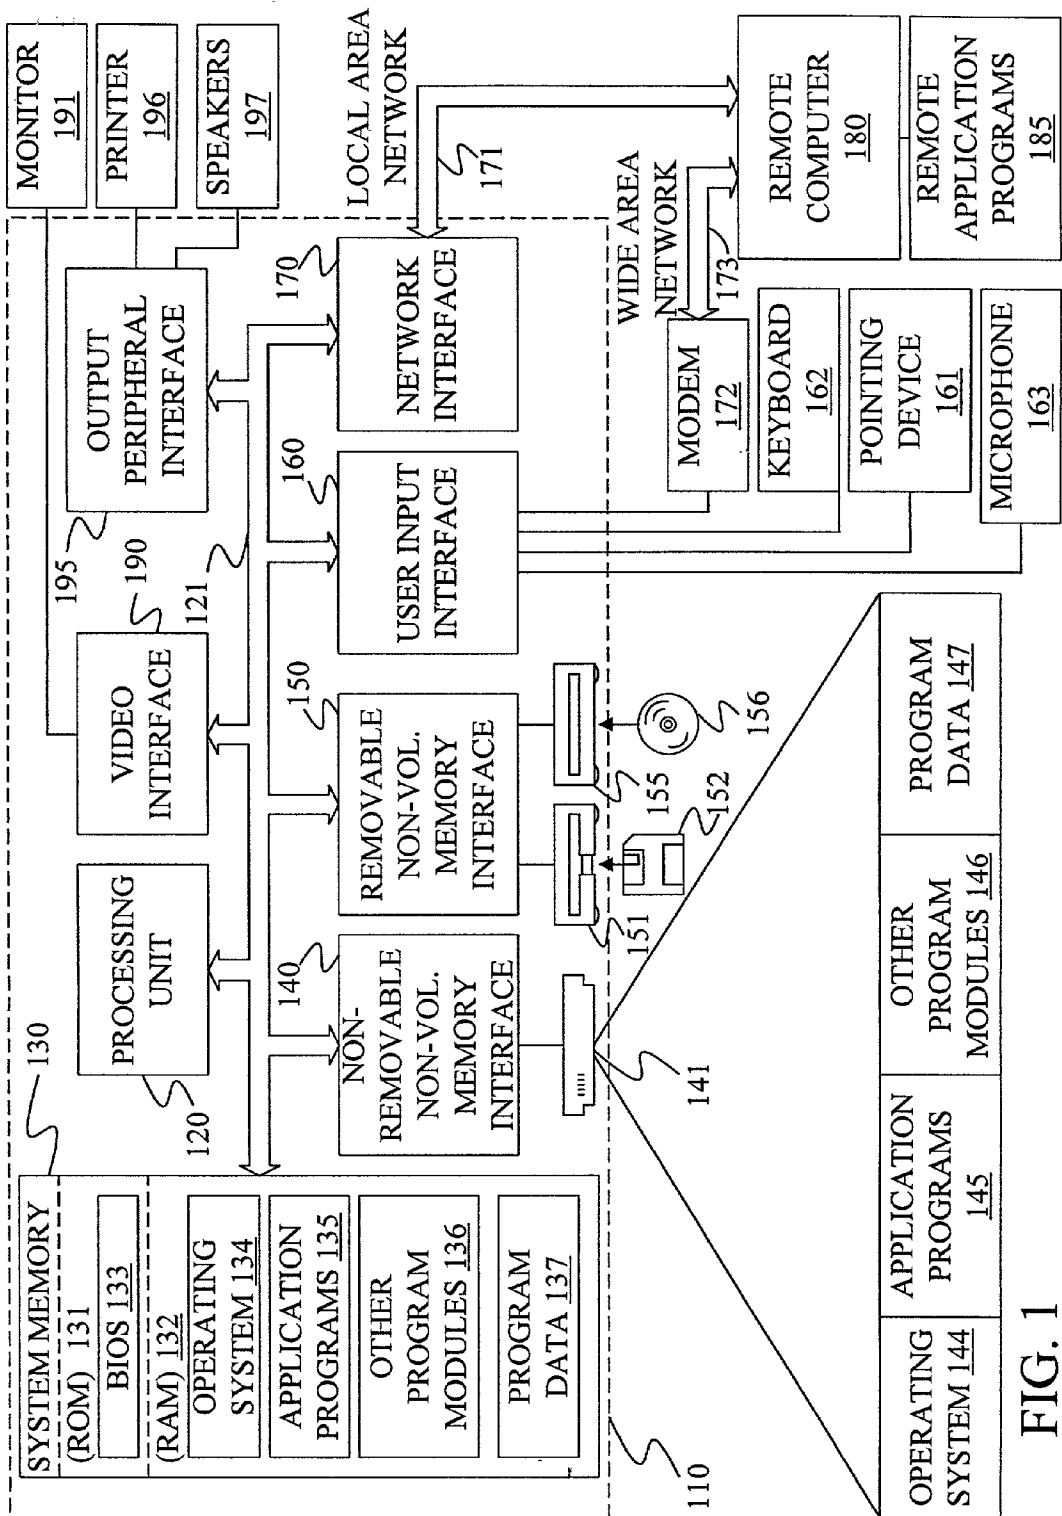 SYSTEM MEMORY
(ROM) 131
BIOS 133
(RAM) 132
OPERATING
SYSTEM 134
APPLICATION
PROGRAMS 135
OTHER
PROGRAM
MODULES 136
PROGRAM
DATA 137
130
110
PROCESSING
UNIT
120
VIDEO
INTERFACE
190
121
OUTPUT
PERIPHERAL
INTERFACE
195
MONITOR
191
PRINTER
196
SPEAKERS
197
NON-
REMOVABLE
NON-VOL.
MEMORY
INTERFACE
140
REMOVABLE
NON-VOL.
MEMORY
INTERFACE
150
USER INPUT
INTERFACE
160
NETWORK
INTERFACE
170
LOCAL AREA
NETWORK
171
141
151
152
155
156
WIDE AREA
NETWORK
173
MODEM
172
KEYBOARD
162
POINTING
DEVICE
161
MICROPHONE
163
REMOTE
COMPUTER
180
REMOTE
APPLICATION
PROGRAMS
185
OPERATING
SYSTEM 144
APPLICATION
PROGRAMS
145
OTHER
PROGRAM
MODULES 146
PROGRAM
DATA 147
FIG. 1